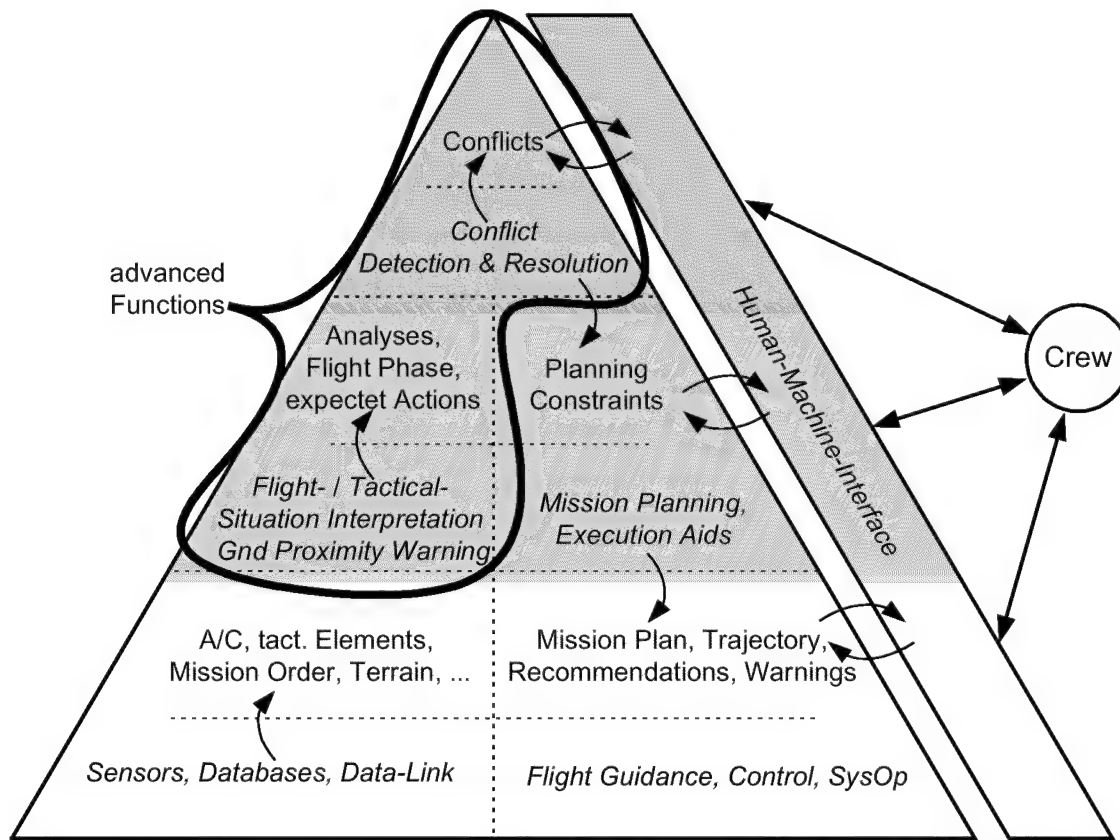 Conflicts
Conflict
Detection & Resolution
advanced
Functions
Analyses,
Flight Phase,
expectet Actions
Planning
Constraints
Flight- / Tactical-
Situation Interpretation
Gnd Proximity Warning
Mission Planning,
Execution Aids
A/C, tact. Elements,
Mission Order, Terrain, ...
Mission Plan, Trajectory,
Recommendations, Warnings
Sensors, Databases, Data-Link
Flight Guidance, Control, SysOp
Human-Machine-Interface
Crew